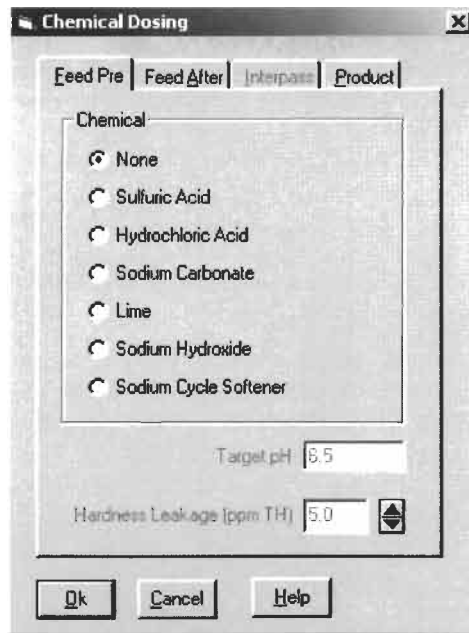 Chemical Dosing
Feed Pre Feed After Interpass Product
Chemical
None
Sulfuric Acid
Hydrochloric Acid
Sodium Carbonate
Lime
Sodium Hydroxide
Sodium Cycle Softener
Target pH 6.5
Hardness Leakage (ppm TH) 5.0
Ok Cancel Help